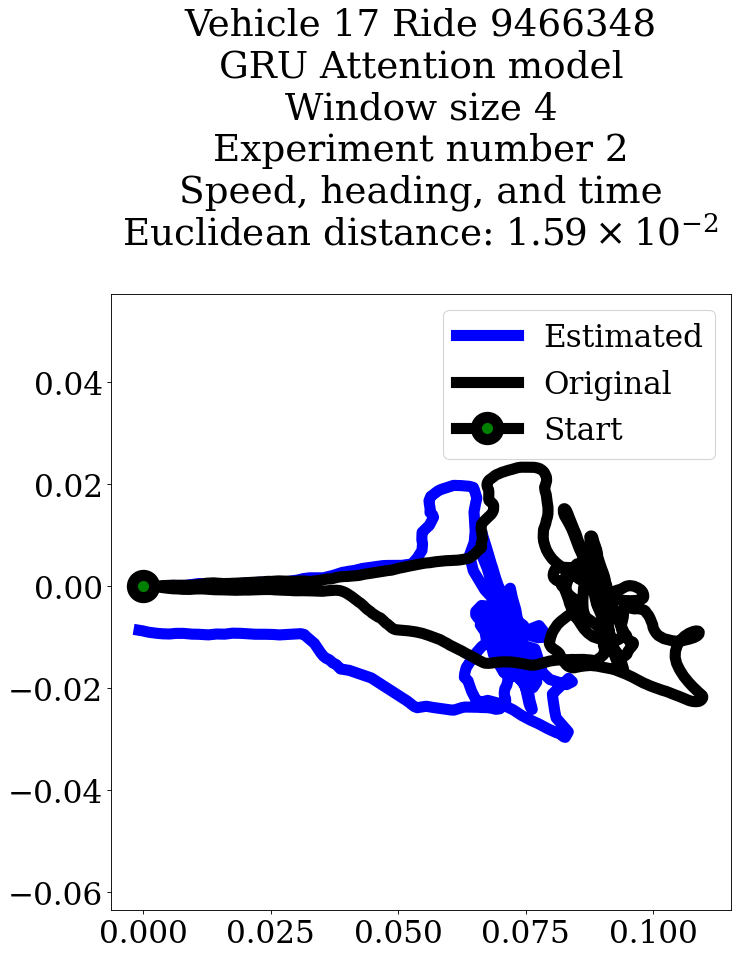 Vehicle 17 Ride 9466348
GRU Attention model
Window size 4
Experiment number 2
Speed, heading, and time
Euclidean distance: 1.59 × 10⁻²
Estimated
Original
Start
0.04
0.02
0.00
−0.02
−0.04
−0.06
0.000 0.025 0.050 0.075 0.100